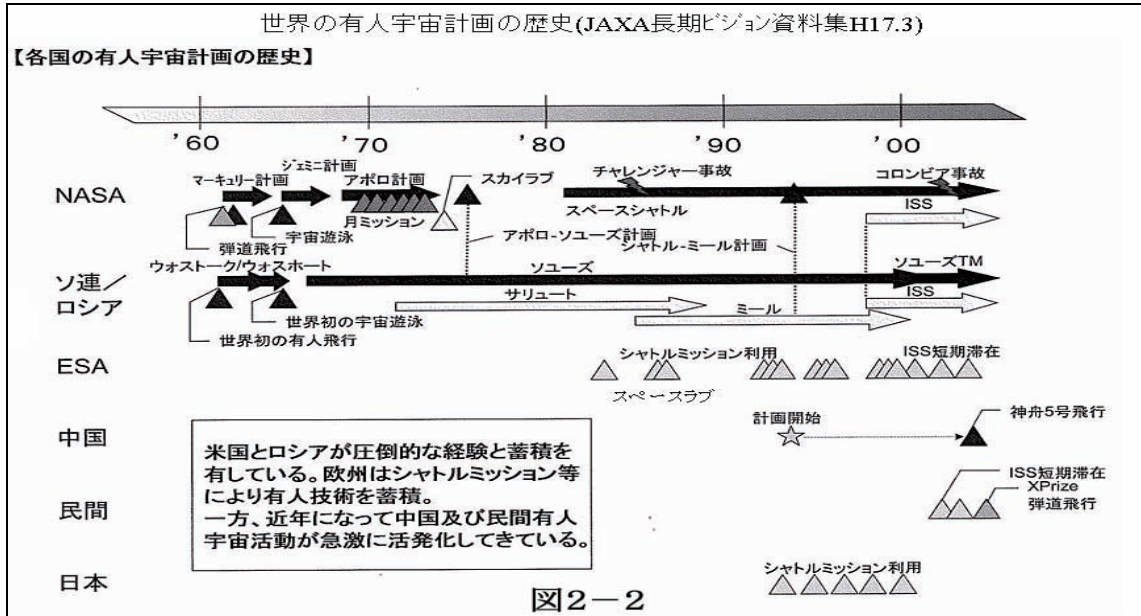 世界の有人宇宙計画の歴史(JAXA長期ビジョン資料集H17.3)
【各国の有人宇宙計画の歴史】
'60
'70
'80
'90
'00
NASA
マーキュリー計画
ジェミニ計画
アポロ計画
スカイラブ
チャレンジャー事故
コロンビア事故
スペースシャトル
ISS
月ミッション
宇宙遊泳
弾道飛行
アポロ-ソユーズ計画
シャトル-ミール計画
ソ連/
ロシア
ウォストーク/ウォスホート
ソユーズ
ソユーズTM
サリュート
ISS
ミール
世界初の宇宙遊泳
世界初の有人飛行
ESA
シャトルミッション利用
ISS短期滞在
スペースラブ
中国
計画開始
神舟5号飛行
米国とロシアが圧倒的な経験と蓄積を
有している。欧州はシャトルミッション等
により有人技術を蓄積。
一方、近年になって中国及び民間有人
宇宙活動が急激に活発化してきている。
民間
ISS短期滞在
XPrize
弾道飛行
日本
シャトルミッション利用
図2-2